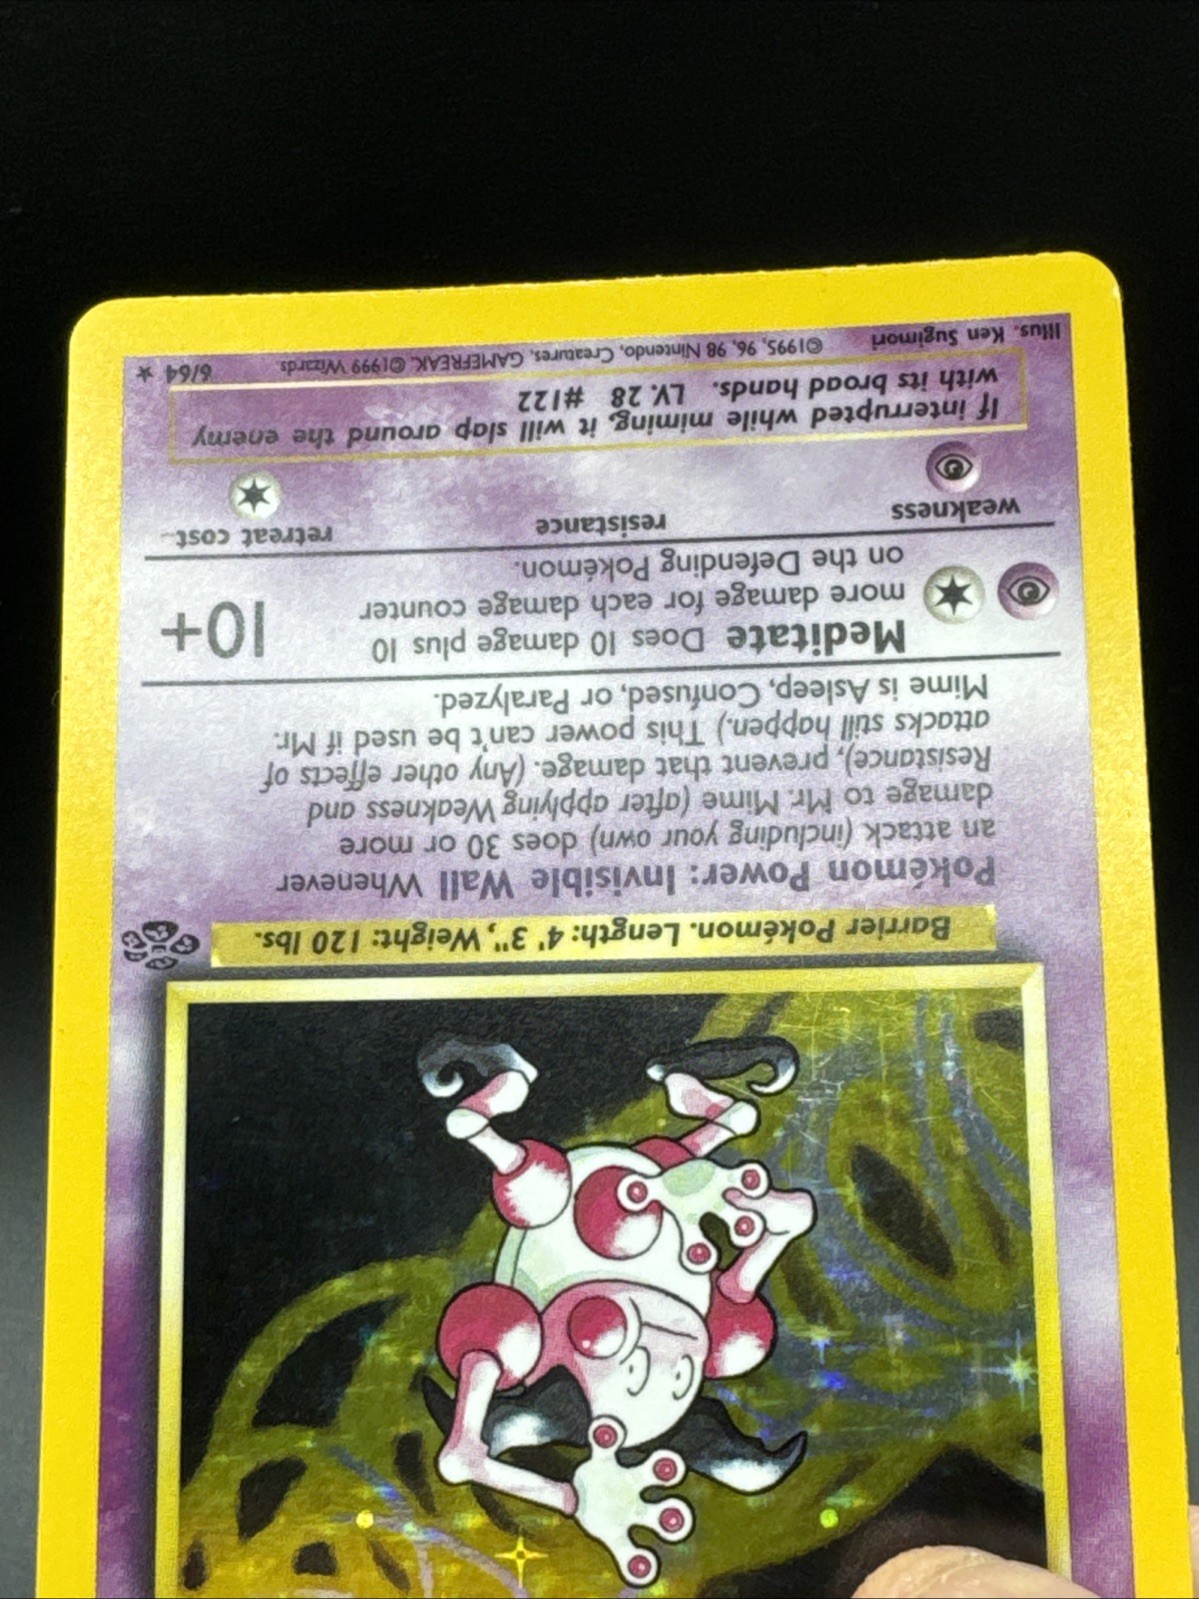 Barrier Pokémon. Length: 4' 3", Weight: 120 lbs.
Pokémon Power: Invisible Wall Whenever
an attack (including your own) does 30 or more
damage to Mr. Mime (after applying Weakness and
Resistance), prevent that damage. (Any other effects of
attacks still happen.) This power can't be used if Mr.
Mime is Asleep, Confused, or Paralyzed.
Meditate Does 10 damage plus 10
more damage for each damage counter
on the Defending Pokémon.
10+
weakness
resistance
retreat cost
If interrupted while miming, it will slap around the enemy
with its broad hands. LV. 28 #122
Illus. Ken Sugimori ©1995, 96, 98 Nintendo, Creatures, GAMEFREAK. ©1999 Wizards. 6/64 ★